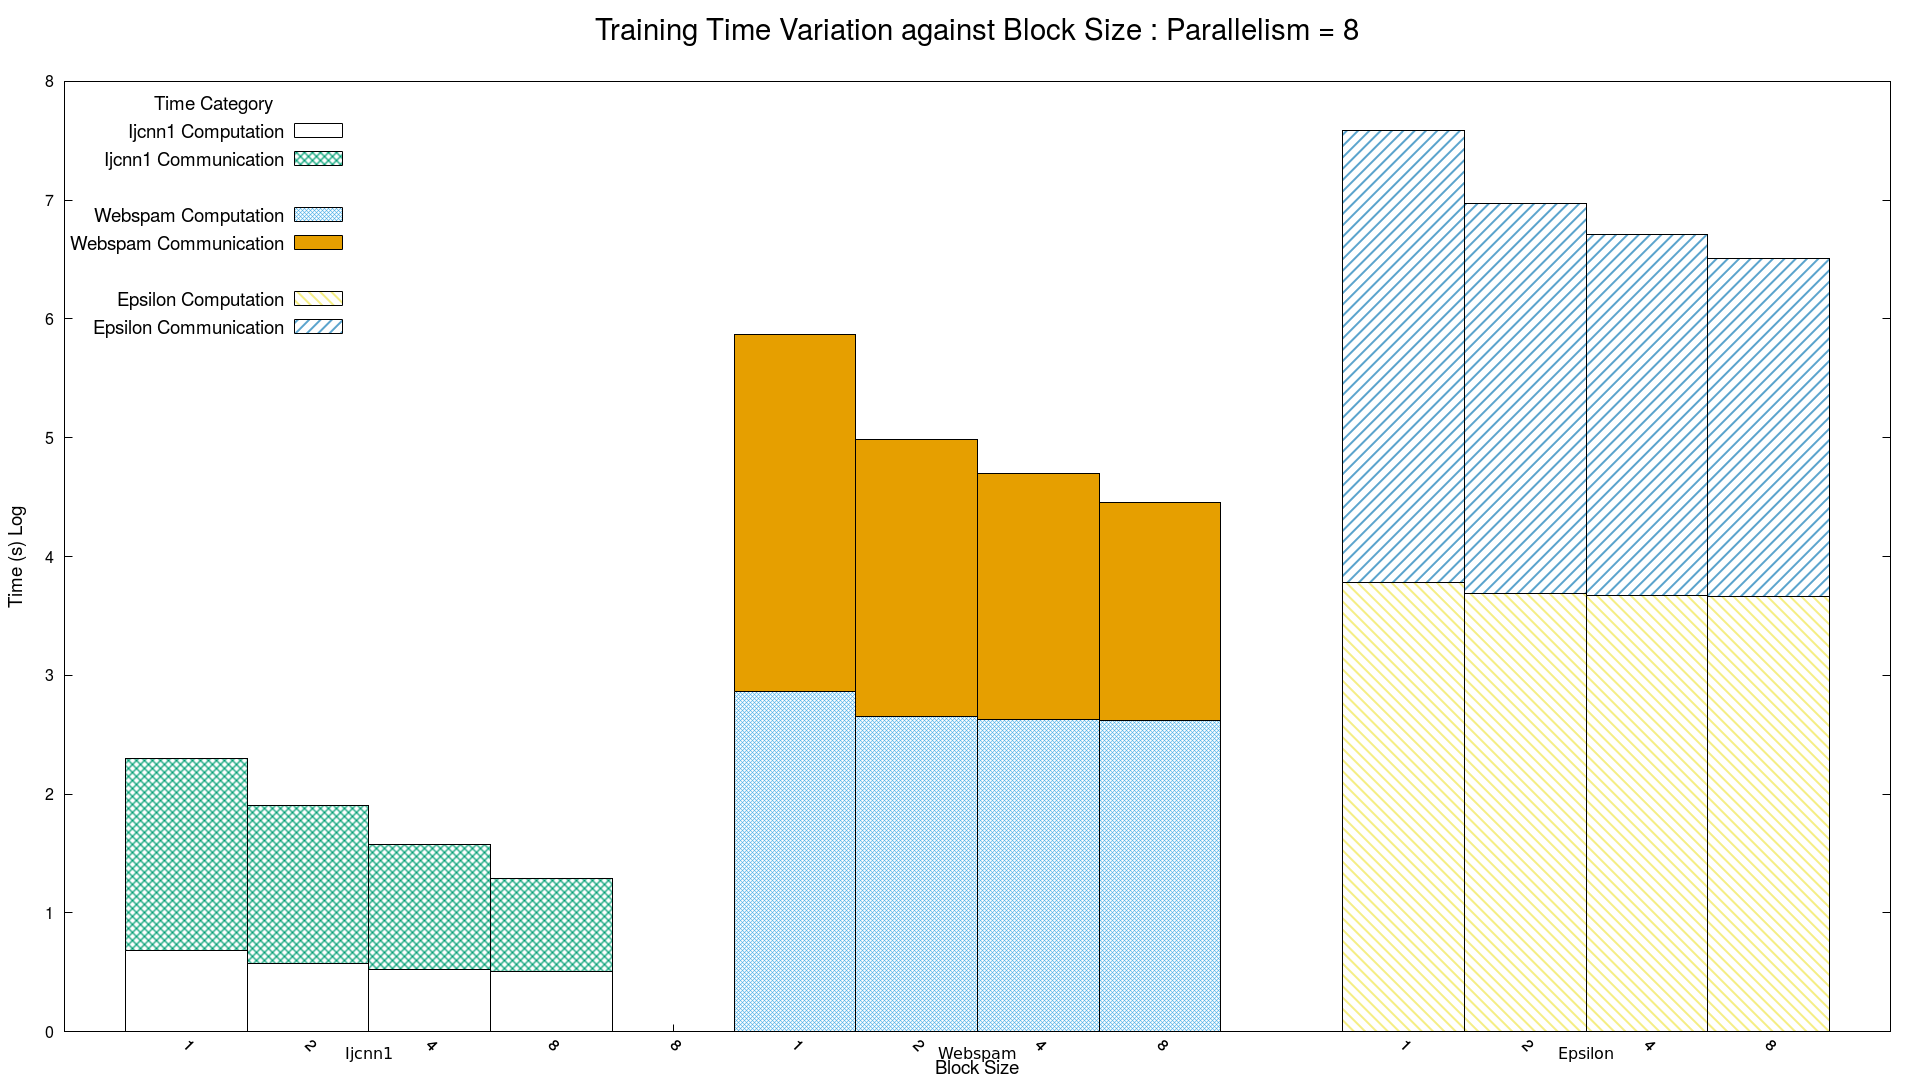 Training Time Variation against Block Size : Parallelism = 8
8
7
6
5
4
3
2
1
0
Time (s) Log
Time Category
Ijcnn1 Computation
Ijcnn1 Communication
Webspam Computation
Webspam Communication
Epsilon Computation
Epsilon Communication
1 2 4 8 8 1 2 4 8 1 2 4 8
Ijcnn1 Webspam Epsilon
Block Size